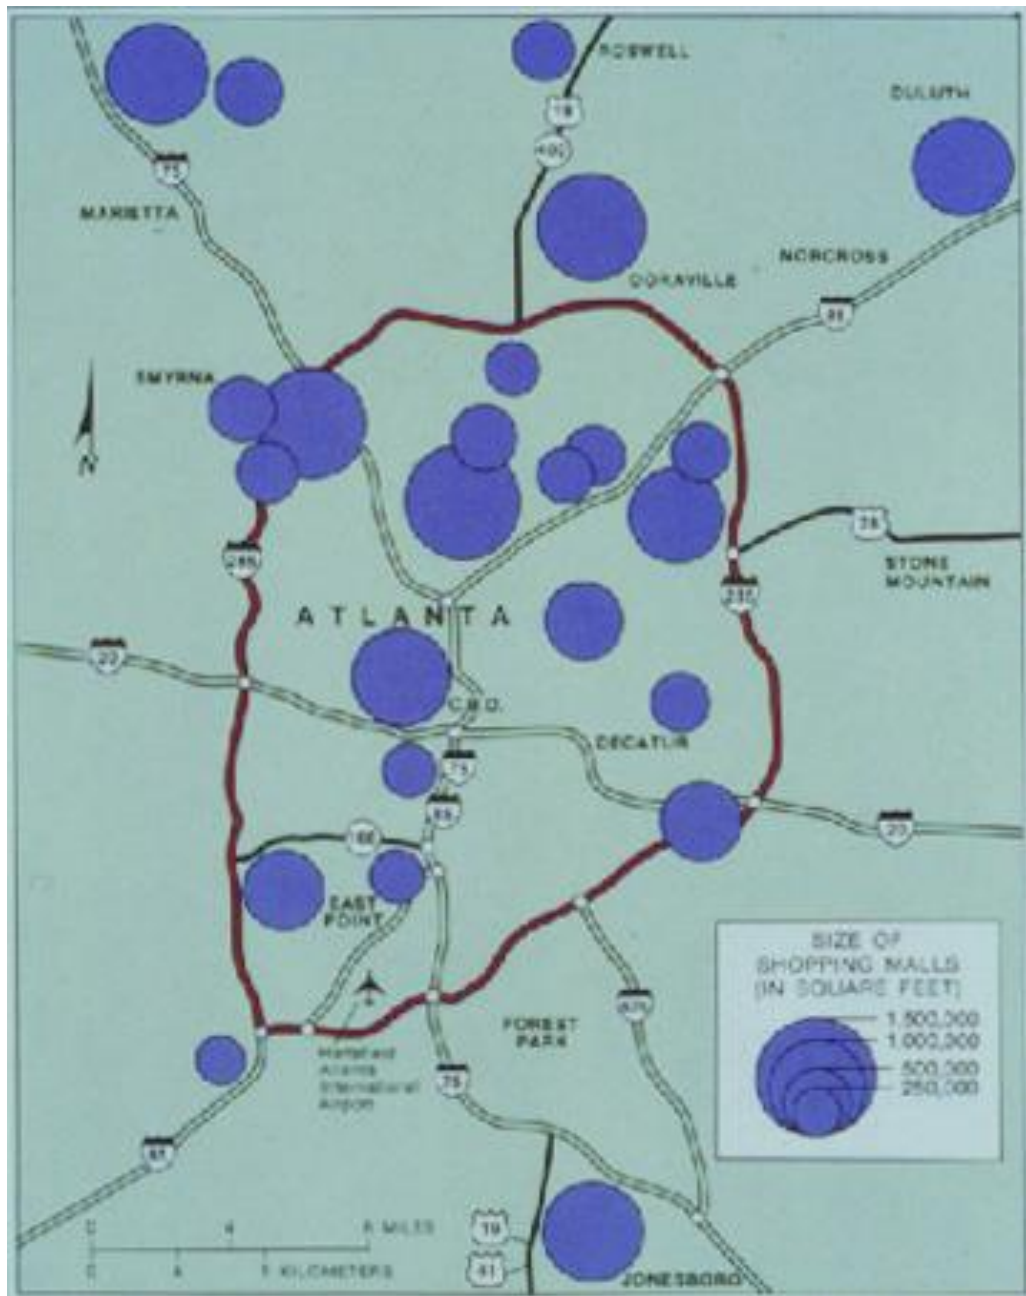 ROSWELL
DULUTH
19
400
75
MARIETTA
NORCROSS
DORAVILLE
85
SMYRNA
N
78
285
STONE
MOUNTAIN
285
ATLANTA
20
C.B.D.
DECATUR
75
85
166
20
EAST
POINT
SIZE OF
SHOPPING MALLS
(IN SQUARE FEET)
1,500,000
1,000,000
500,000
250,000
675
FOREST
PARK
Hartsfield
Atlanta
International
Airport
75
85
0 4 8 MILES
0 KILOMETERS
19
41
JONESBORO